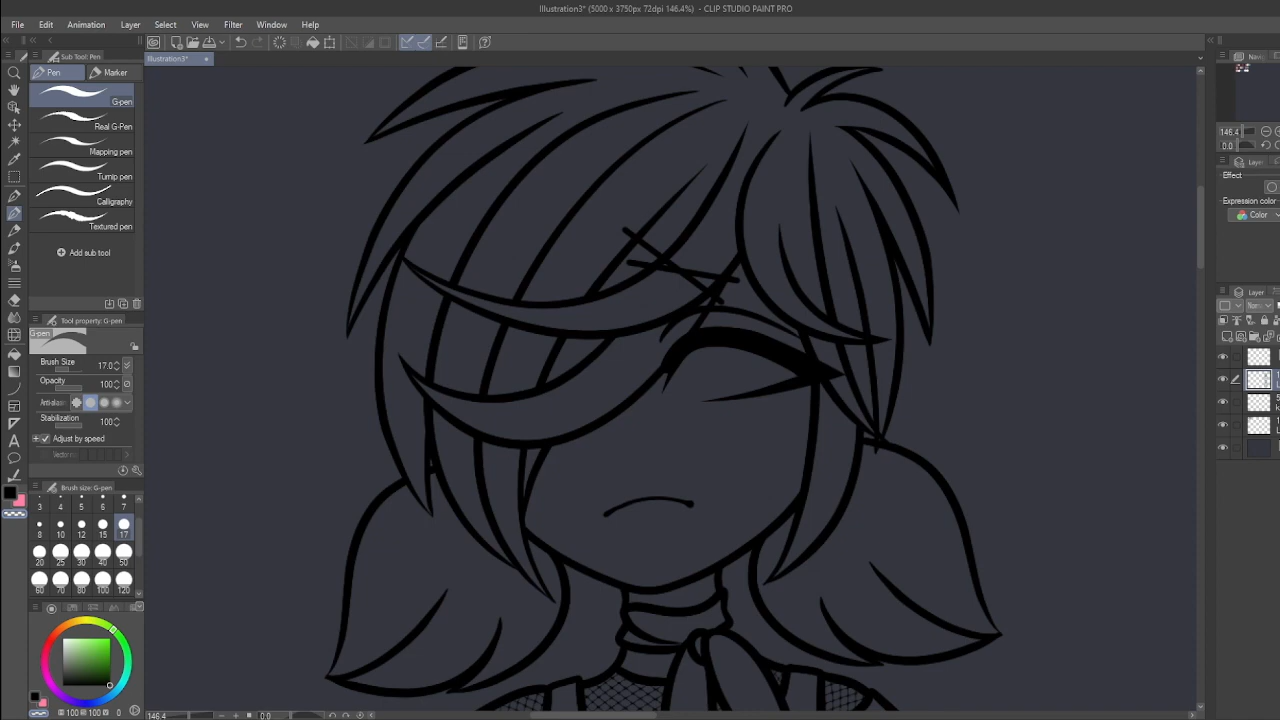 Illustration3* (5000 x 3750px 72dpi 146.4%) - CLIP STUDIO PAINT PRO
File Edit Animation Layer Select View Filter Window Help
Sub Tool: Pen
Illustration3*
Pen Marker
G-pen
Real G-Pen
Mapping pen
Turnip pen
Calligraphy
Textured pen
Add sub tool
Tool property: G-pen
G-pen
Brush Size 17.0
Opacity 100
Stabilization 100
Adjust by speed
Brush size: G-pen
3 4 5 6 7
8 10 12 15 17
20 25 30 40 50
60 70 80 100 120
100 100 0
146.4 0.0
Navi
146.4
0.0
Layer
Effect
Expression color
Color
Layer